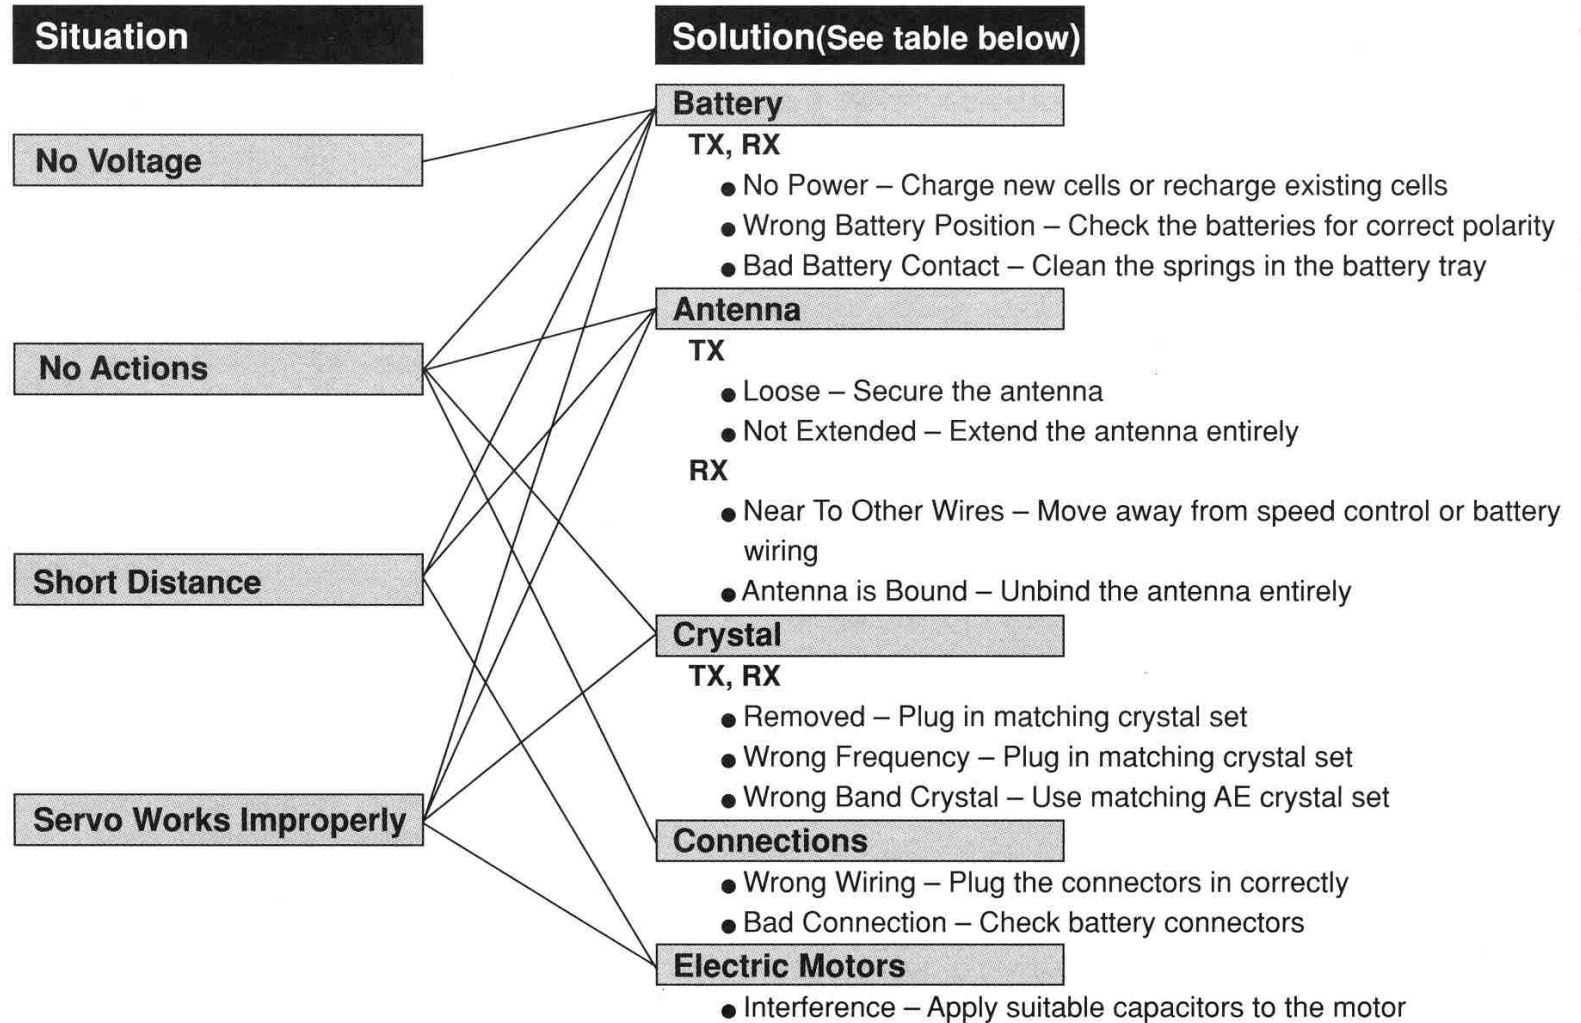 Situation
Solution(See table below)
Battery
No Voltage
TX, RX
● No Power – Charge new cells or recharge existing cells
● Wrong Battery Position – Check the batteries for correct polarity
● Bad Battery Contact – Clean the springs in the battery tray
Antenna
No Actions
TX
● Loose – Secure the antenna
● Not Extended – Extend the antenna entirely
RX
● Near To Other Wires – Move away from speed control or battery
wiring
Short Distance
● Antenna is Bound – Unbind the antenna entirely
Crystal
TX, RX
● Removed – Plug in matching crystal set
● Wrong Frequency – Plug in matching crystal set
● Wrong Band Crystal – Use matching AE crystal set
Servo Works Improperly
Connections
● Wrong Wiring – Plug the connectors in correctly
● Bad Connection – Check battery connectors
Electric Motors
● Interference – Apply suitable capacitors to the motor